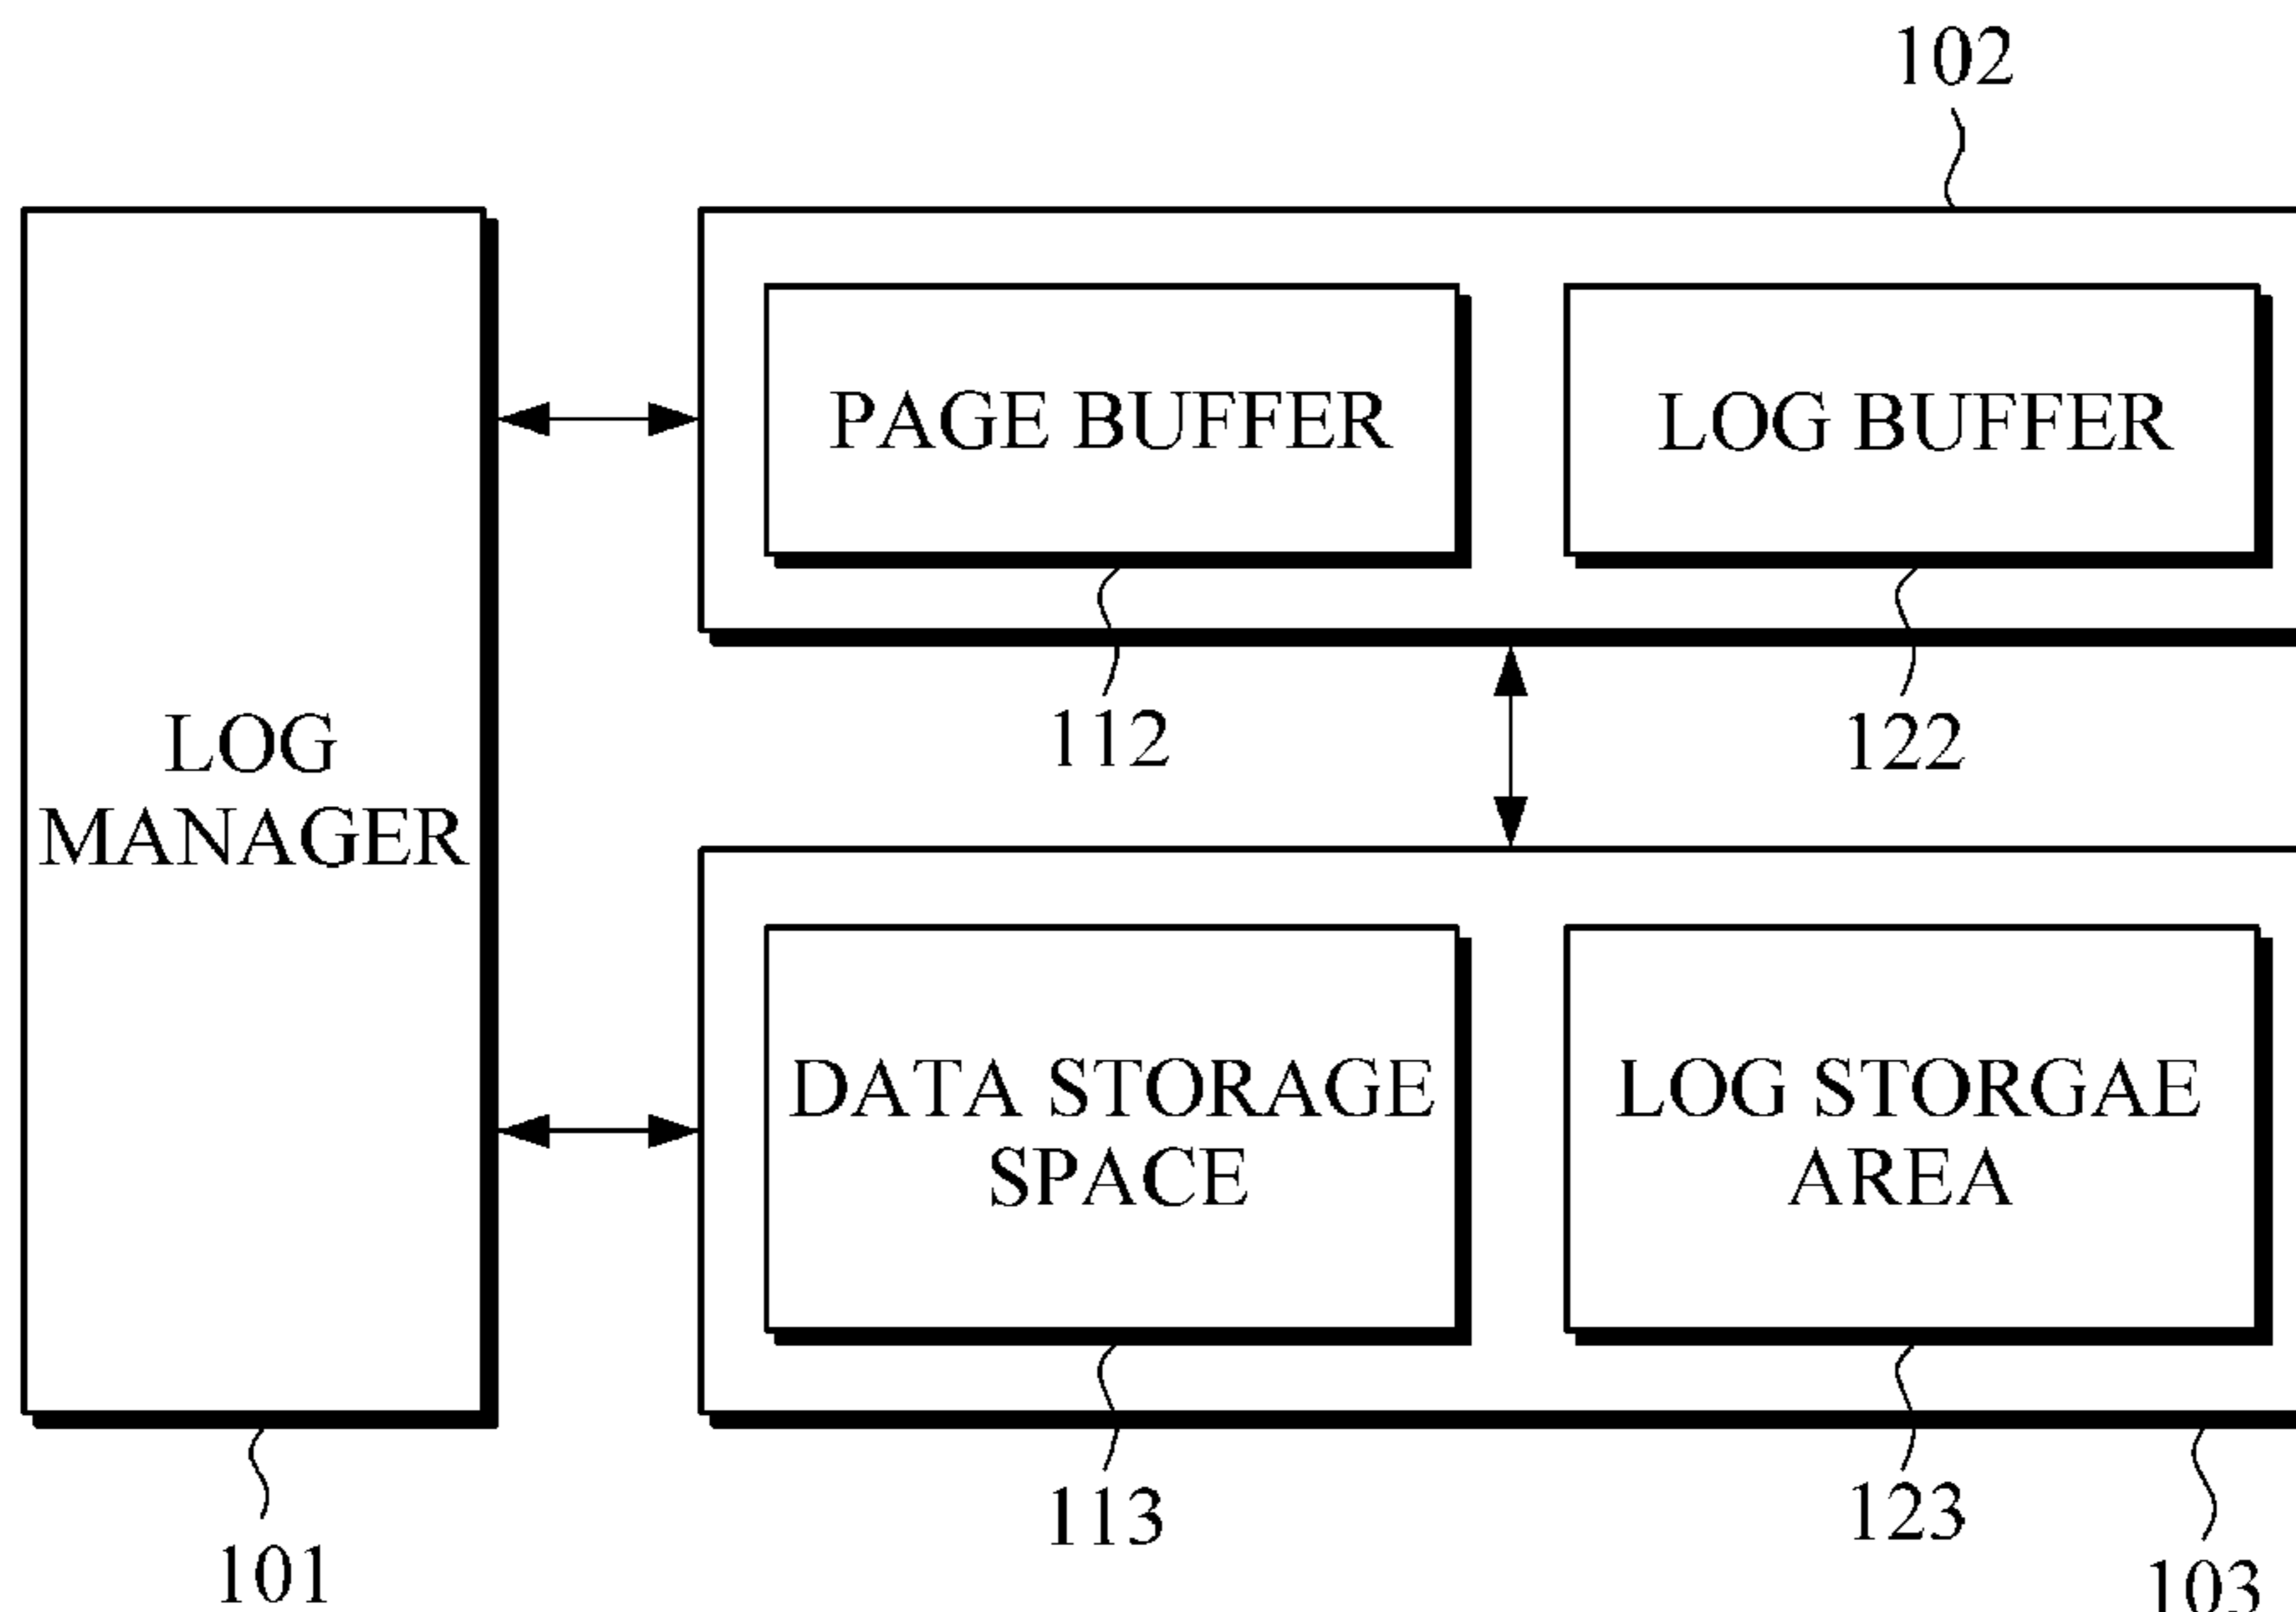 102
PAGE BUFFER
LOG BUFFER
112
122
LOG
MANAGER
DATA STORAGE
SPACE
LOG STORGAE
AREA
113
123
101
103